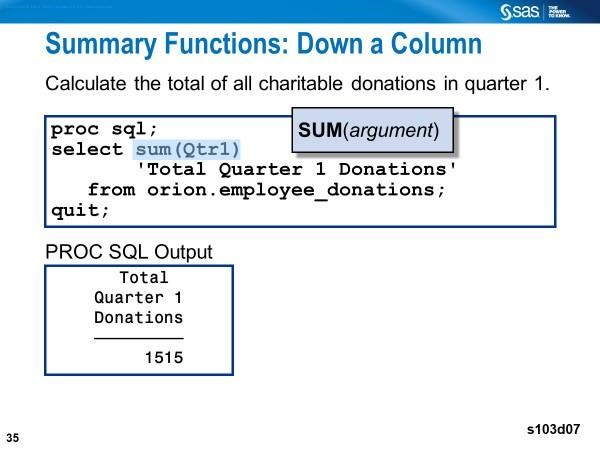 sas THE POWER TO KNOW.
Summary Functions: Down a Column
Calculate the total of all charitable donations in quarter 1.
SUM(argument)
proc sql;
select sum(Qtr1)
'Total Quarter 1 Donations'
from orion.employee_donations;
quit;
PROC SQL Output
Total
Quarter 1
Donations
1515
35
s103d07